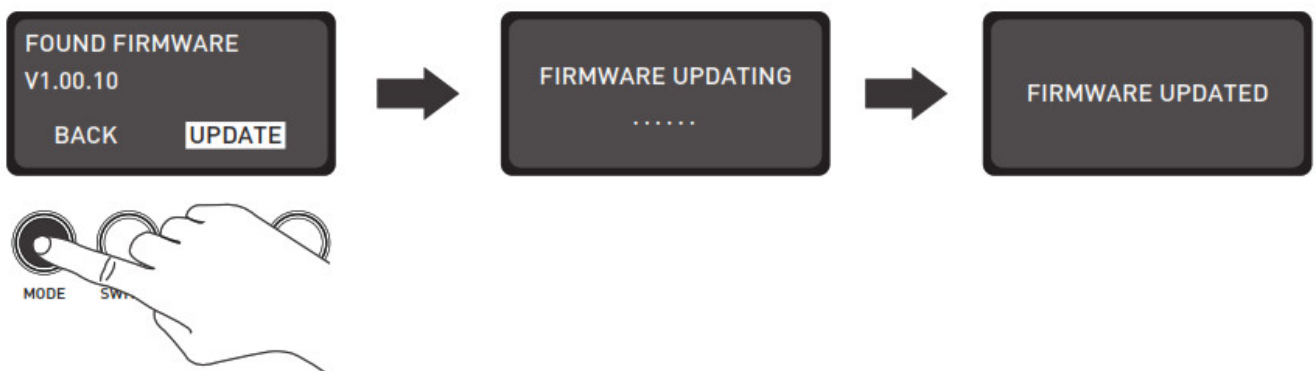 FOUND FIRMWARE
V1.00.10
BACK UPDATE
FIRMWARE UPDATING
......
FIRMWARE UPDATED
MODE